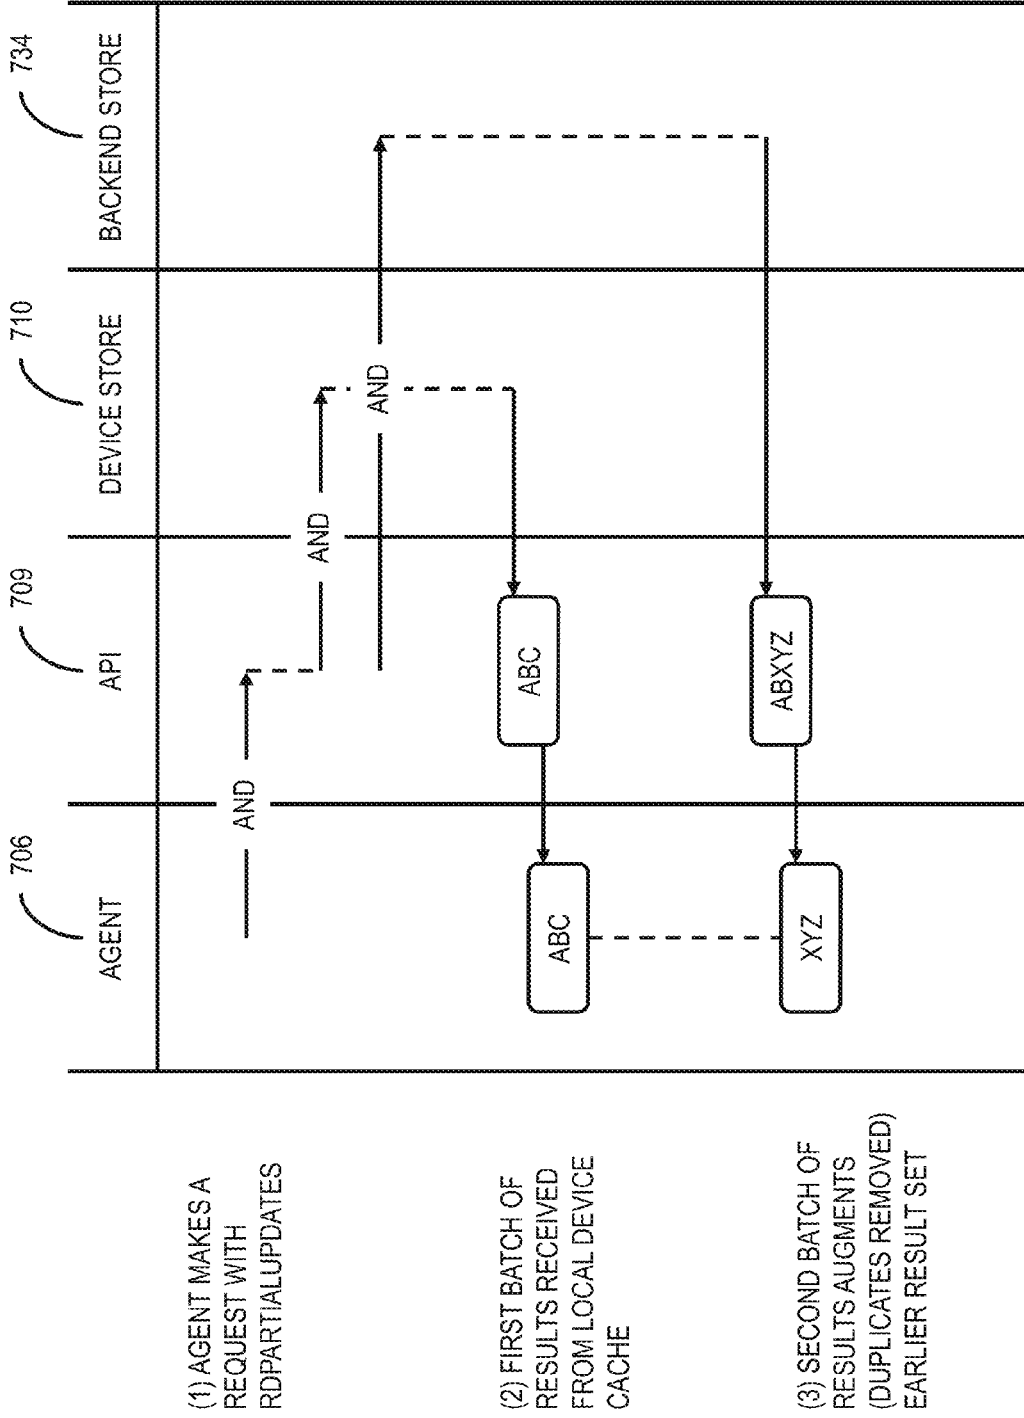 706
709
710
734
AGENT
API
DEVICE STORE
BACKEND STORE
(1) AGENT MAKES A
REQUEST WITH
RDPARTIALUPDATES
AND
AND
AND
(2) FIRST BATCH OF
RESULTS RECEIVED
FROM LOCAL DEVICE
CACHE
ABC
ABC
(3) SECOND BATCH OF
RESULTS AUGMENTS
(DUPLICATES REMOVED)
EARLIER RESULT SET
XYZ
ABXYZ